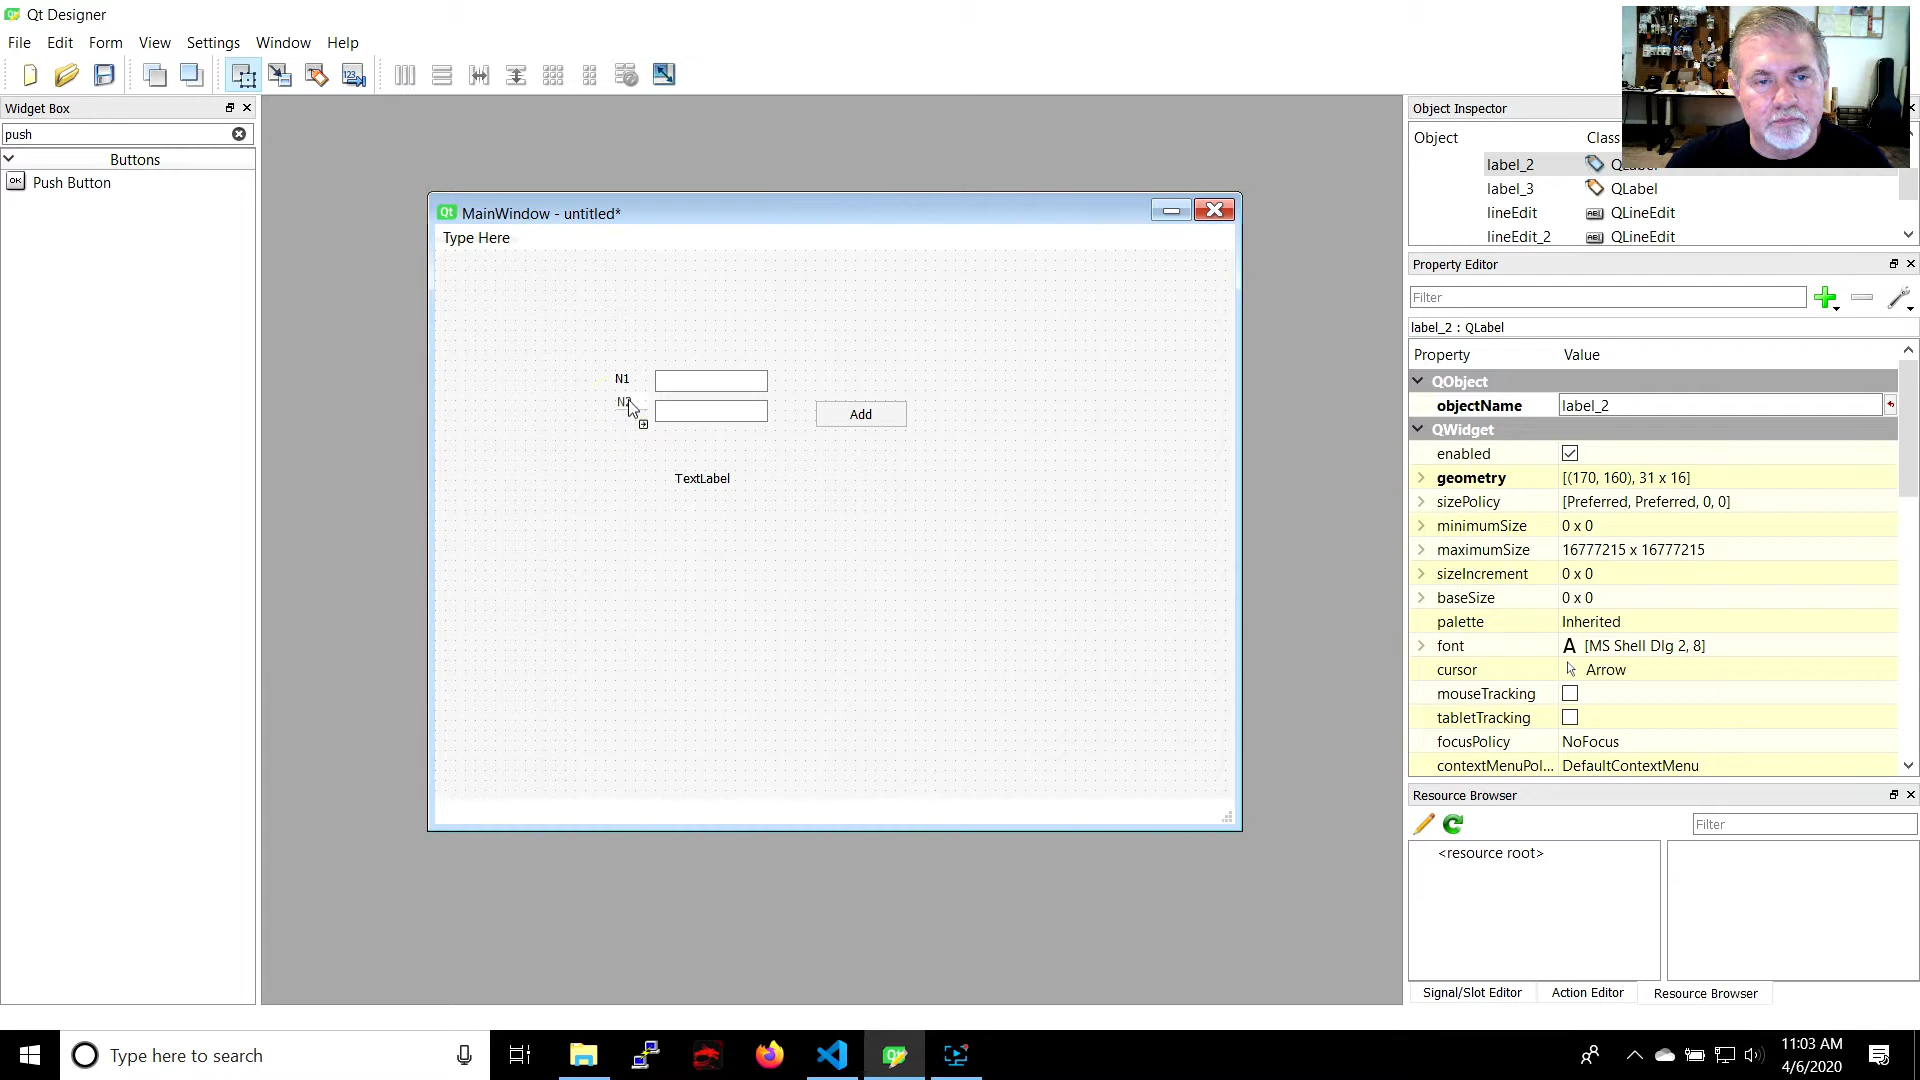 Qt Designer
File Edit Form View Settings Window Help
Widget Box
push
Buttons
Push Button
MainWindow - untitled*
Type Here
N1
Add
TextLabel
Object Inspector
Object
label_2
label_3 QLabel
lineEdit QLineEdit
lineEdit_2 QLineEdit
Property Editor
Filter
label_2 : QLabel
Property Value
QObject
objectName label_2
QWidget
enabled
geometry [(170, 160), 31 x 16]
sizePolicy [Preferred, Preferred, 0, 0]
minimumSize 0 x 0
maximumSize 16777215 x 16777215
sizeIncrement 0 x 0
baseSize 0 x 0
palette Inherited
font A [MS Shell Dlg 2, 8]
cursor Arrow
mouseTracking
tabletTracking
focusPolicy NoFocus
contextMenuPol... DefaultContextMenu
Resource Browser
Filter
<resource root>
Signal/Slot Editor Action Editor Resource Browser
Type here to search
11:03 AM
4/6/2020